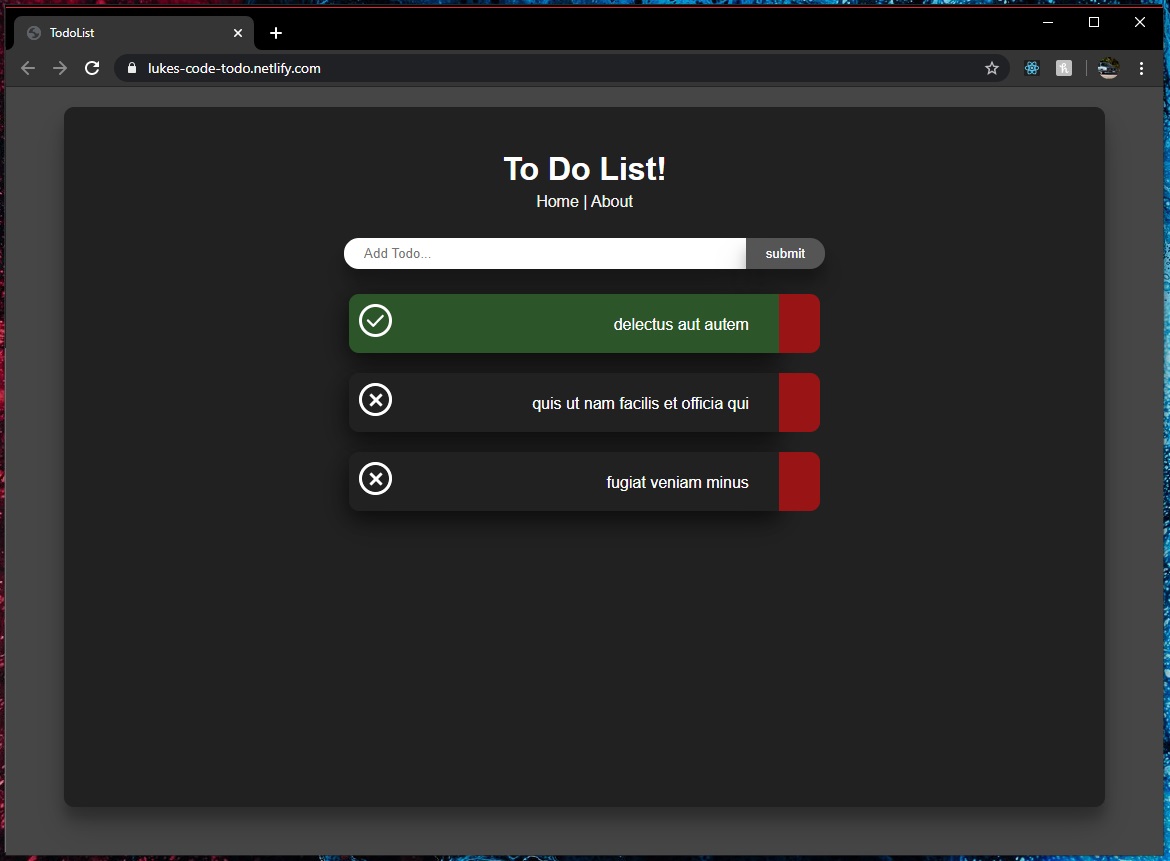 TodoList
lukes-code-todo.netlify.com
To Do List!
Home | About
Add Todo... submit
delectus aut autem
quis ut nam facilis et officia qui
fugiat veniam minus